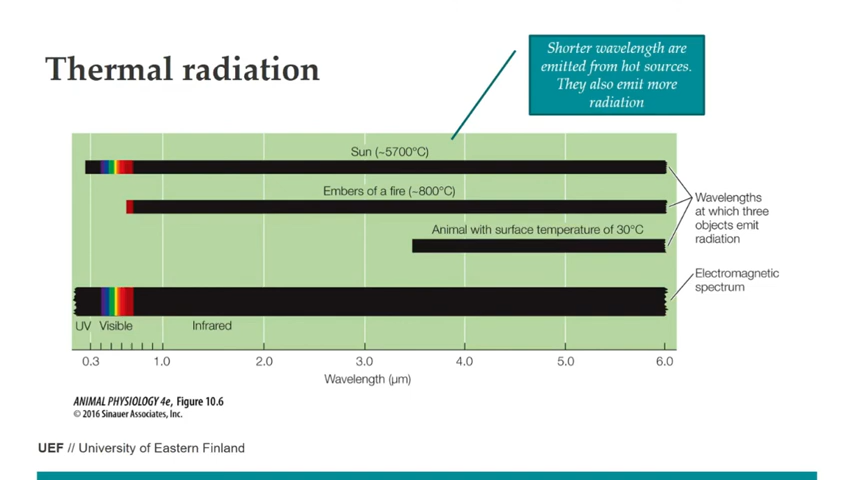 Thermal radiation
Shorter wavelength are
emitted from hot sources.
They also emit more
radiation
Sun (~5700°C)
Embers of a fire (~800°C)
Animal with surface temperature of 30°C
Wavelengths
at which three
objects emit
radiation
Electromagnetic
spectrum
UV Visible Infrared
0.3 1.0 2.0 3.0 4.0 5.0 6.0
Wavelength (µm)
ANIMAL PHYSIOLOGY 4e, Figure 10.6
© 2016 Sinauer Associates, Inc.
UEF // University of Eastern Finland